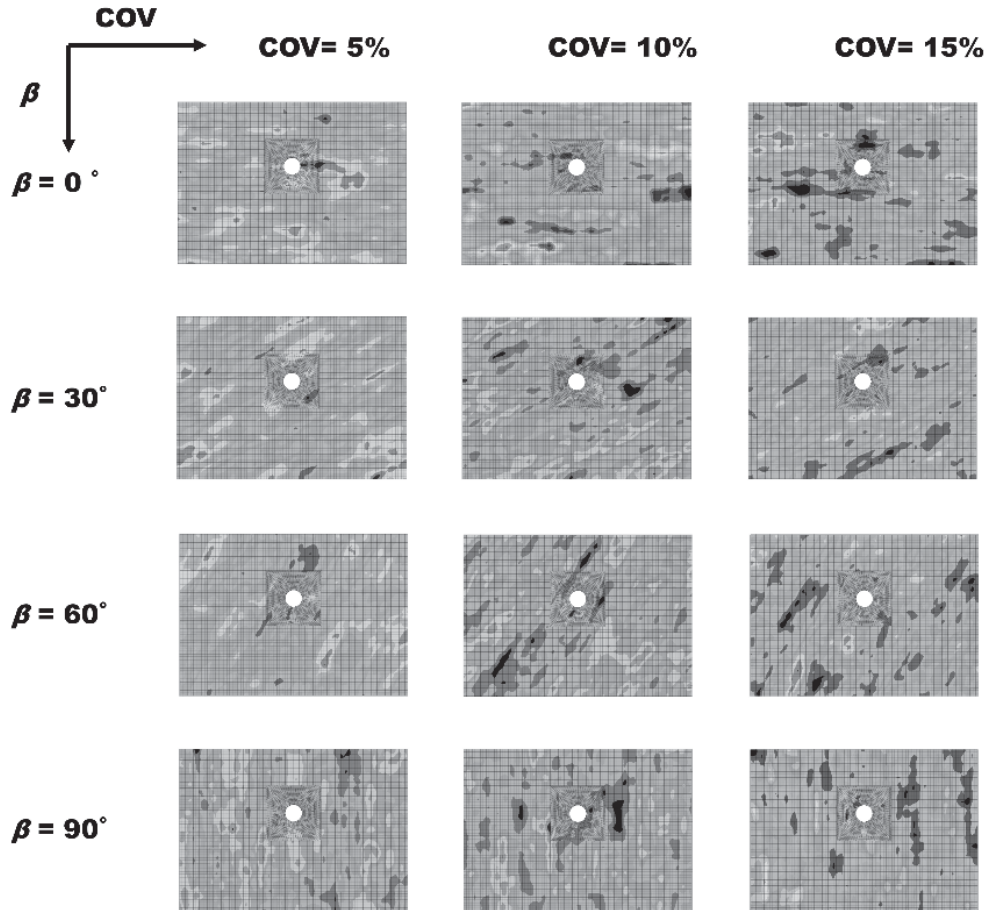 COV
COV= 5%
COV= 10%
COV= 15%
β
β = 0 °
β = 30°
β = 60°
β = 90°